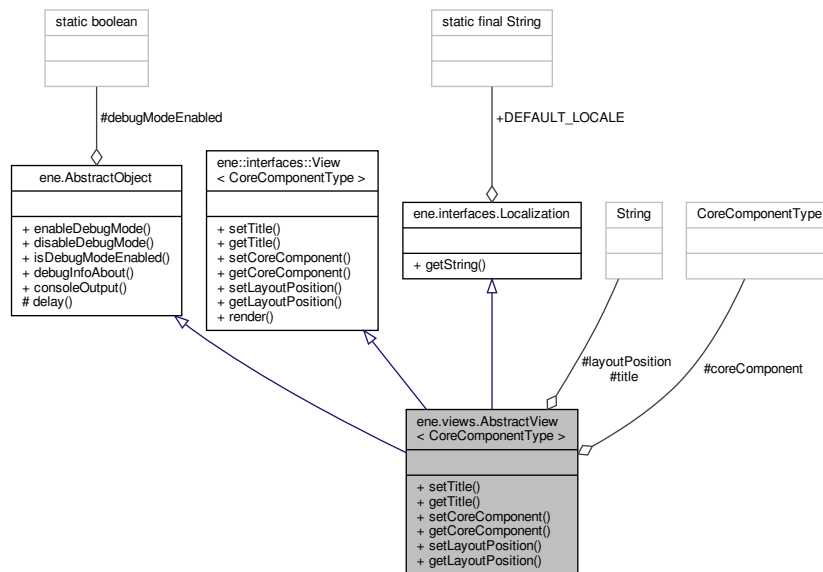 static boolean
static final String
#debugModeEnabled
+DEFAULT_LOCALE
ene.AbstractObject
+ enableDebugMode()
+ disableDebugMode()
+ isDebugModeEnabled()
+ debugInfoAbout()
+ consoleOutput()
# delay()
ene::interfaces::View
< CoreComponentType >
+ setTitle()
+ getTitle()
+ setCoreComponent()
+ getCoreComponent()
+ setLayoutPosition()
+ getLayoutPosition()
+ render()
ene.interfaces.Localization
+ getString()
String
CoreComponentType
#layoutPosition
#title
#coreComponent
ene.views.AbstractView
< CoreComponentType >
+ setTitle()
+ getTitle()
+ setCoreComponent()
+ getCoreComponent()
+ setLayoutPosition()
+ getLayoutPosition()